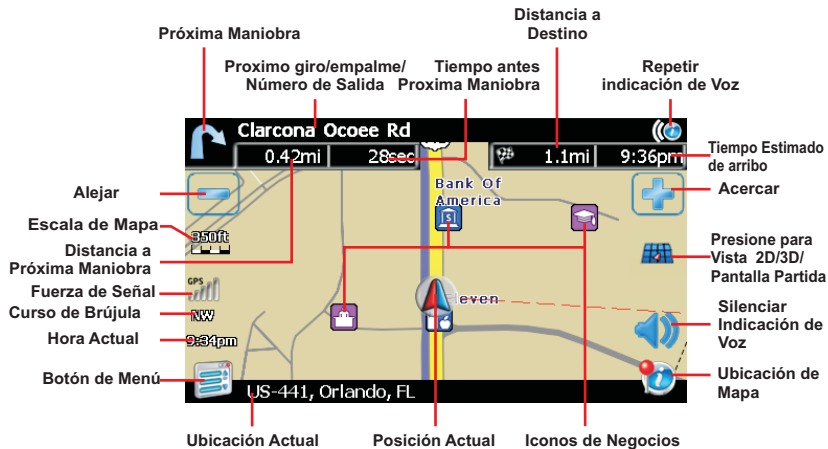 Próxima Maniobra
Distancia a
Destino
Proximo giro/empalme/
Número de Salida
Tiempo antes
Proxima Maniobra
Repetir
indicación de Voz
Clarcona Ocoee Rd
0.42mi
28sec
1.1mi
9:36pm
Tiempo Estimado
de arribo
Alejar
Acercar
Bank Of
America
Escala de Mapa
350ft
Distancia a
Próxima Maniobra
Presione para
Vista 2D/3D/
Pantalla Partida
GPS
Fuerza de Señal
eleven
Curso de Brújula
NW
Silenciar
Indicación de
Voz
Hora Actual
9:34pm
Botón de Menú
Ubicación de
Mapa
US-441, Orlando, FL
Ubicación Actual
Posición Actual
Iconos de Negocios